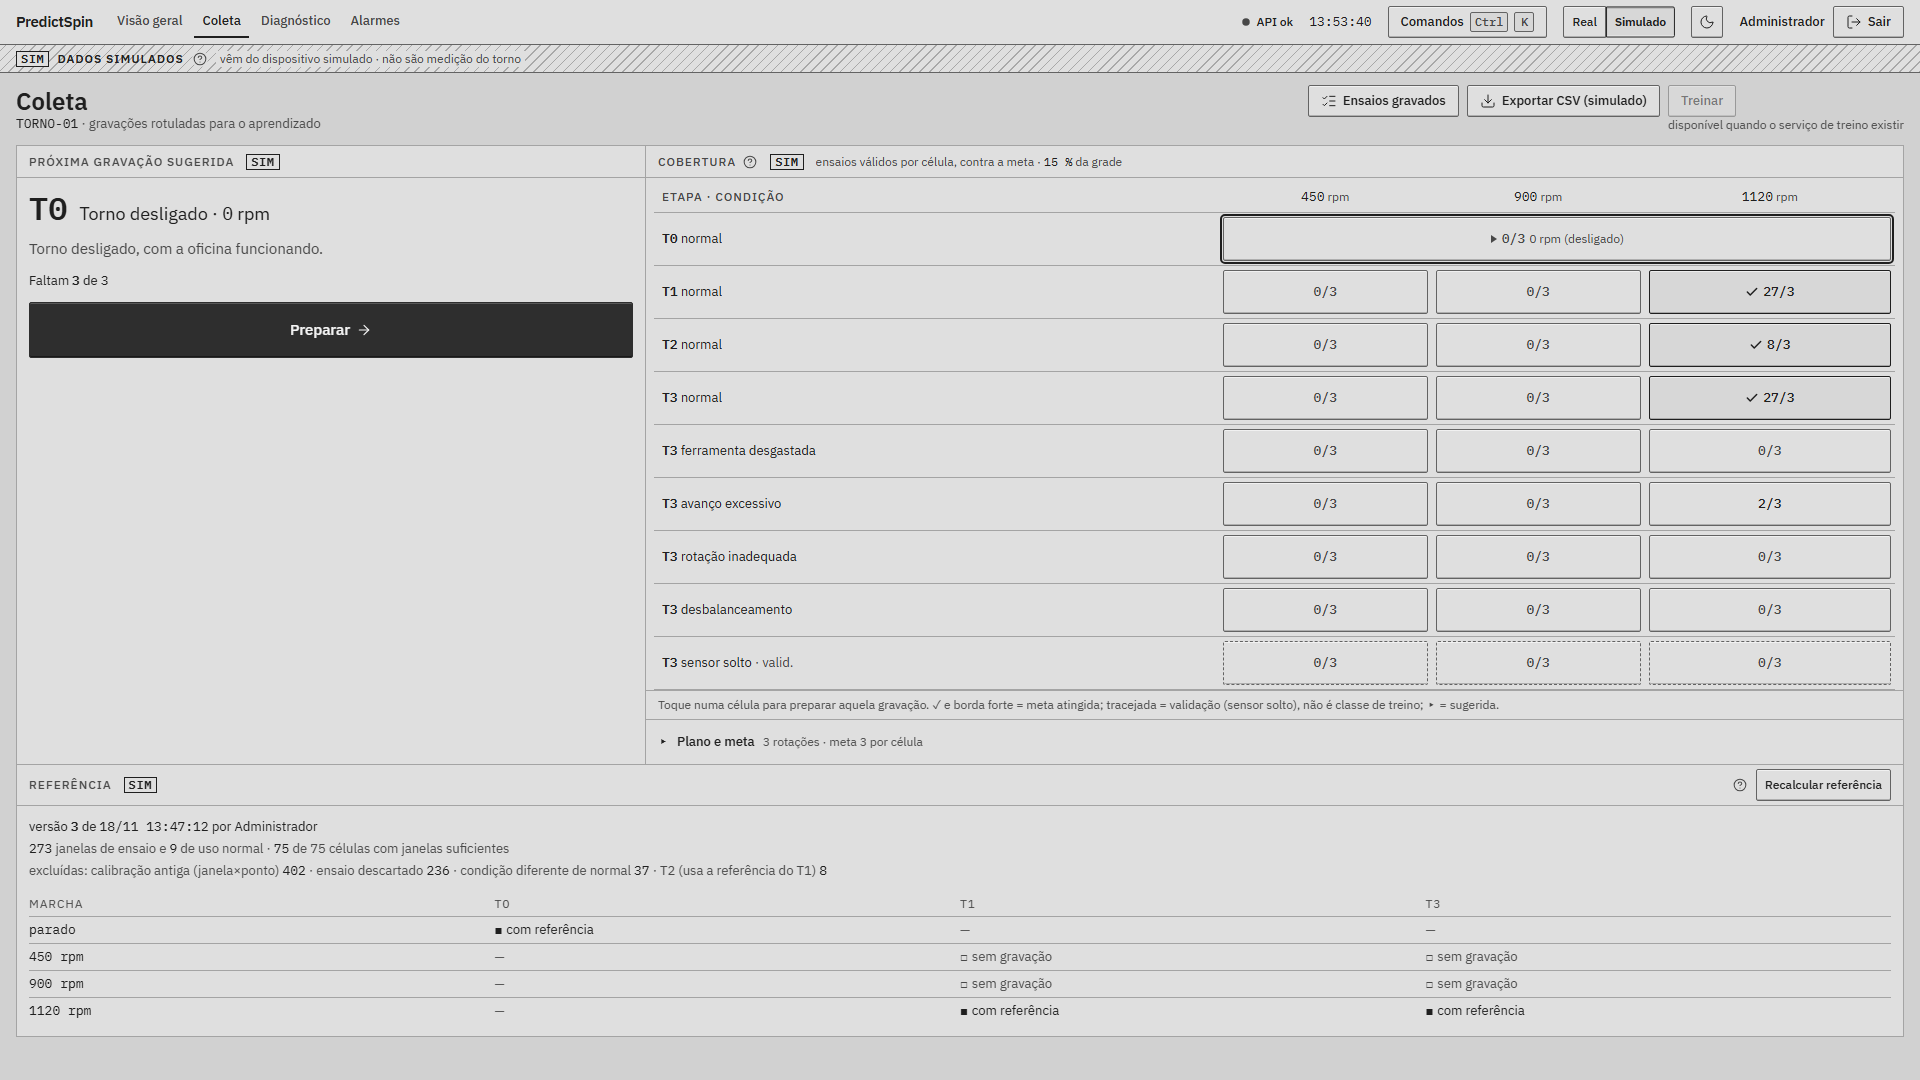 PredictSpin Visão geral Coleta Diagnóstico Alarmes API ok 13:53:40 Comandos Ctrl K Real Simulado Administrador Sair
SIM DADOS SIMULADOS vêm do dispositivo simulado · não são medição do torno
Coleta
TORNO-01 · gravações rotuladas para o aprendizado
Ensaios gravados Exportar CSV (simulado) Treinar
disponível quando o serviço de treino existir
PRÓXIMA GRAVAÇÃO SUGERIDA SIM
T0 Torno desligado · 0 rpm
Torno desligado, com a oficina funcionando.
Faltam 3 de 3
Preparar →
COBERTURA SIM ensaios válidos por célula, contra a meta · 15 % da grade
ETAPA · CONDIÇÃO 450 rpm 900 rpm 1120 rpm
T0 normal ▸ 0/3 0 rpm (desligado)
T1 normal 0/3 0/3 ✓ 27/3
T2 normal 0/3 0/3 ✓ 8/3
T3 normal 0/3 0/3 ✓ 27/3
T3 ferramenta desgastada 0/3 0/3 0/3
T3 avanço excessivo 0/3 0/3 2/3
T3 rotação inadequada 0/3 0/3 0/3
T3 desbalanceamento 0/3 0/3 0/3
T3 sensor solto · valid. 0/3 0/3 0/3
Toque numa célula para preparar aquela gravação. ✓ e borda forte = meta atingida; tracejada = validação (sensor solto), não é classe de treino; ▸ = sugerida.
▸ Plano e meta 3 rotações · meta 3 por célula
REFERÊNCIA SIM Recalcular referência
versão 3 de 18/11 13:47:12 por Administrador
273 janelas de ensaio e 9 de uso normal · 75 de 75 células com janelas suficientes
excluídas: calibração antiga (janela×ponto) 402 · ensaio descartado 236 · condição diferente de normal 37 · T2 (usa a referência do T1) 8
MARCHA T0 T1 T3
parado ■ com referência — —
450 rpm — □ sem gravação □ sem gravação
900 rpm — □ sem gravação □ sem gravação
1120 rpm — ■ com referência ■ com referência